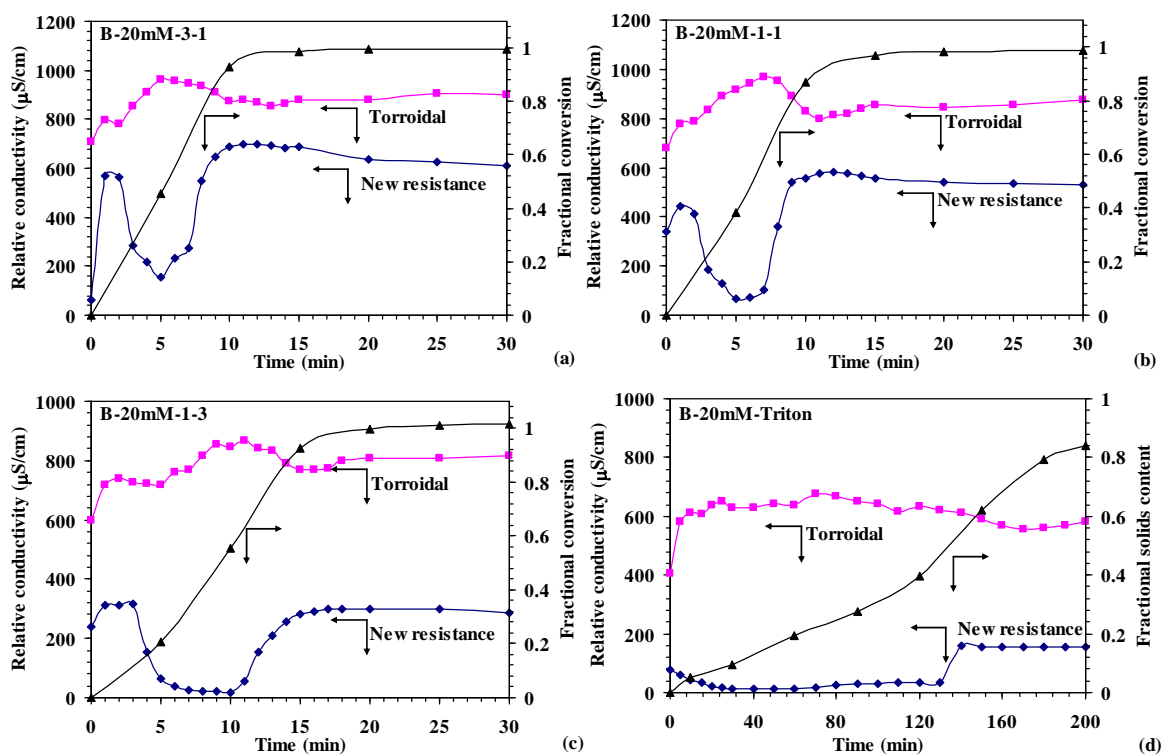 B-20mM-3-1
Relative conductivity (μS/cm)
1200
1000
800
600
400
200
0
Torroidal
New resistance
1
0.8
0.6
0.4
0.2
0
Fractional conversion
0 5 10 15 20 25 30
Time (min)
(a)
B-20mM-1-1
Relative conductivity (μS/cm)
1200
1000
800
600
400
200
0
Torroidal
New resistance
1
0.8
0.6
0.4
0.2
0
Fractional conversion
0 5 10 15 20 25 30
Time (min)
(b)
B-20mM-1-3
Relative conductivity (μS/cm)
1000
800
600
400
200
0
Torroidal
New resistance
1
0.8
0.6
0.4
0.2
0
Fractional conversion
0 5 10 15 20 25 30
Time (min)
(c)
B-20mM-Triton
Relative conductivity (μS/cm)
1000
800
600
400
200
0
Torroidal
New resistance
1
0.8
0.6
0.4
0.2
0
Fractional solids content
0 40 80 120 160 200
Time (min)
(d)